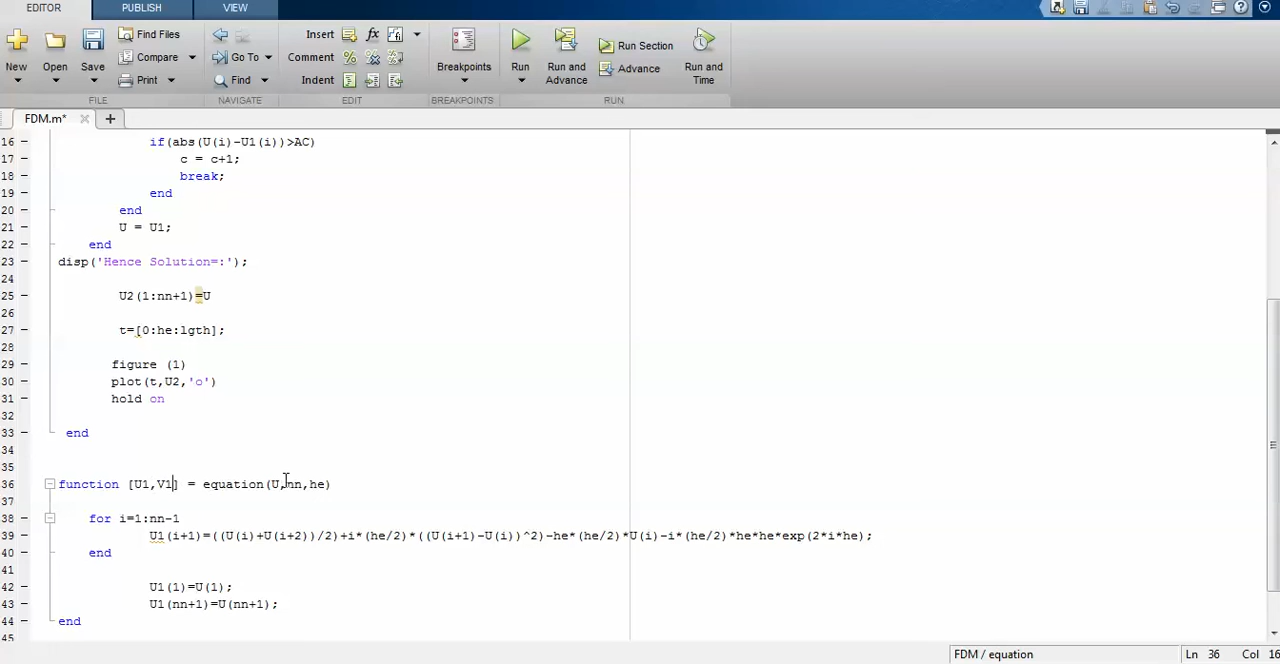 EDITOR PUBLISH VIEW
New Open Save Find Files Compare Print Go To Find Insert Comment Indent fx Breakpoints Run Run and Advance Run Section Advance Run and Time
FILE NAVIGATE EDIT BREAKPOINTS RUN
FDM.m* × +
16 – if(abs(U(i)-U1(i))>AC)
17 – c = c+1;
18 – break;
19 – end
20 – end
21 – U = U1;
22 – end
23 – disp('Hence Solution=:');
24
25 – U2(1:nn+1)=U
26
27 – t=[0:he:lgth];
28
29 – figure (1)
30 – plot(t,U2,'o')
31 – hold on
32
33 – end
34
35
36 function [U1,V1] = equation(U,nn,he)
37
38 – for i=1:nn-1
39 – U1(i+1)=((U(i)+U(i+2))/2)+i*(he/2)*((U(i+1)-U(i))^2)-he*(he/2)*U(i)-i*(he/2)*he*he*exp(2*i*he);
40 – end
41
42 – U1(1)=U(1);
43 – U1(nn+1)=U(nn+1);
44 – end
45
FDM / equation Ln 36 Col 16